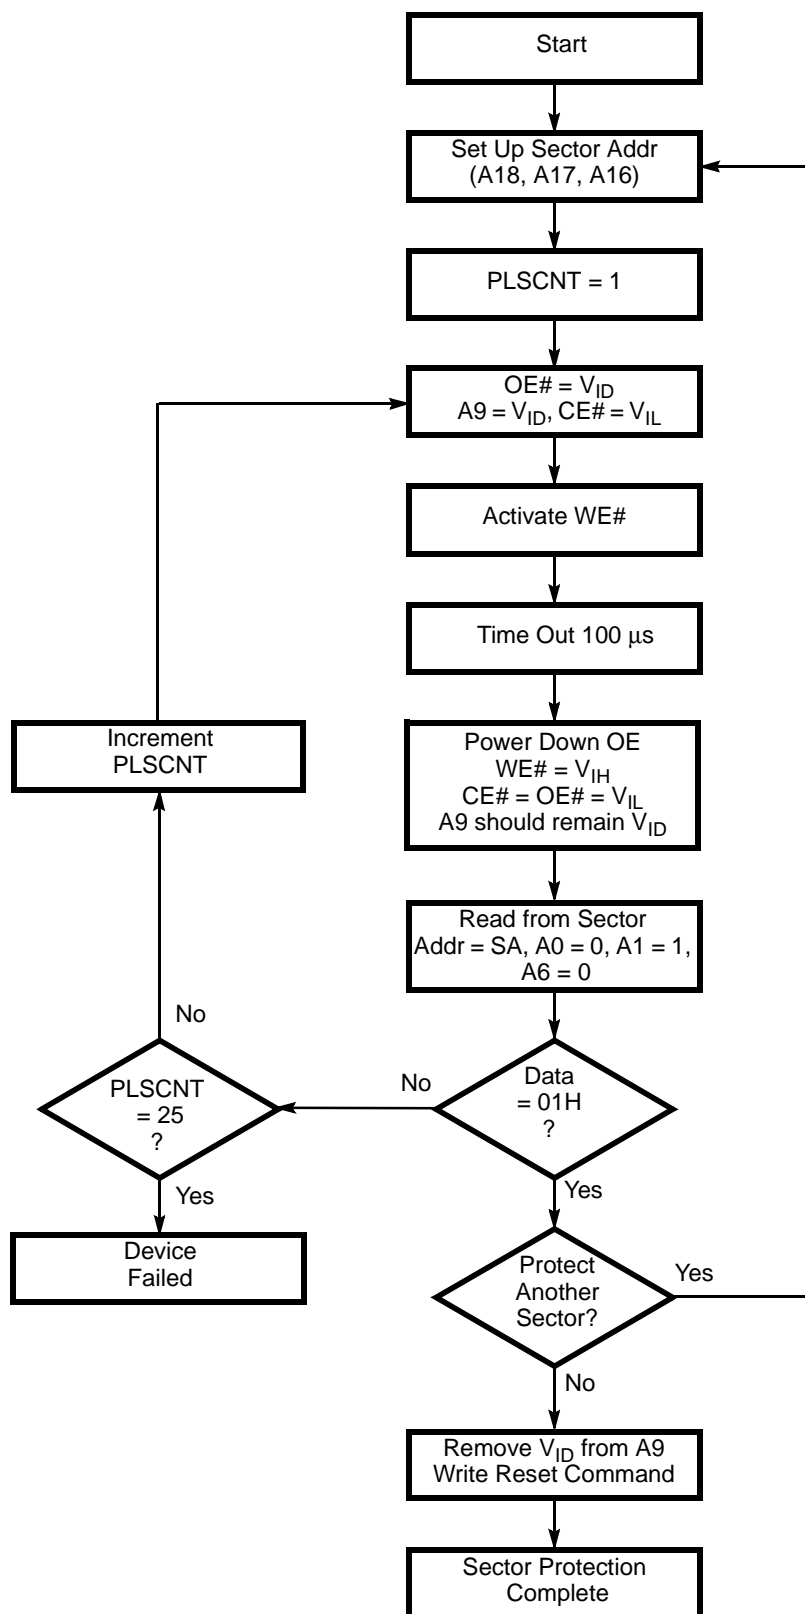 Start
Set Up Sector Addr
(A18, A17, A16)
PLSCNT = 1
OE# = VID
A9 = VID, CE# = VIL
Activate WE#
Time Out 100 µs
Power Down OE
WE# = VIH
CE# = OE# = VIL
A9 should remain VID
Increment
PLSCNT
Read from Sector
Addr = SA, A0 = 0, A1 = 1,
A6 = 0
No
PLSCNT
= 25
?
No
Data
= 01H
?
Yes
Yes
Device
Failed
Protect
Another
Sector?
Yes
No
Remove VID from A9
Write Reset Command
Sector Protection
Complete